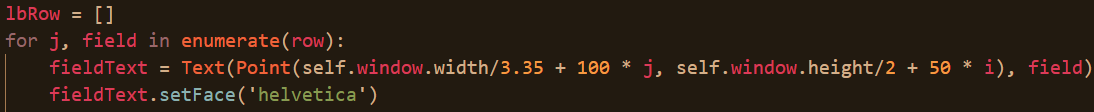 lbRow = []
for j, field in enumerate(row):
    fieldText = Text(Point(self.window.width/3.35 + 100 * j, self.window.height/2 + 50 * i), field)
    fieldText.setFace('helvetica')